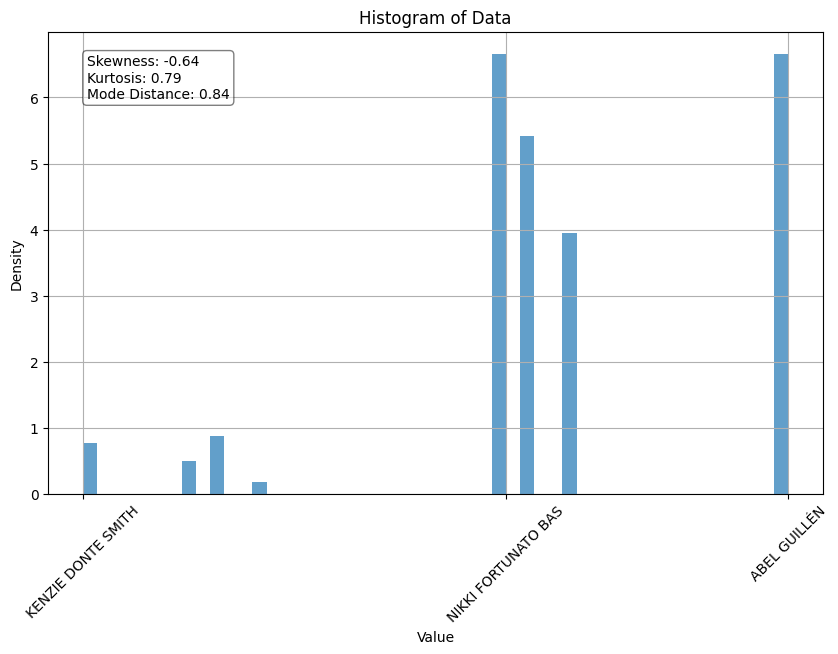 Histogram of Data
Skewness: -0.64
Kurtosis: 0.79
Mode Distance: 0.84
Density
6
5
4
3
2
1
0
KENZIE DONTE SMITH
NIKKI FORTUNATO BAS
ABEL GUILLÉN
Value